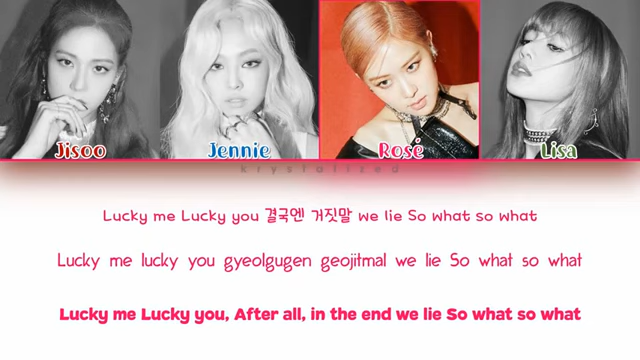 Jisoo Jennie Rosé Lisa
krystalized
Lucky me Lucky you 결국엔 거짓말 we lie So what so what
Lucky me lucky you gyeolgugen geojitmal we lie So what so what
Lucky me Lucky you, After all, in the end we lie So what so what